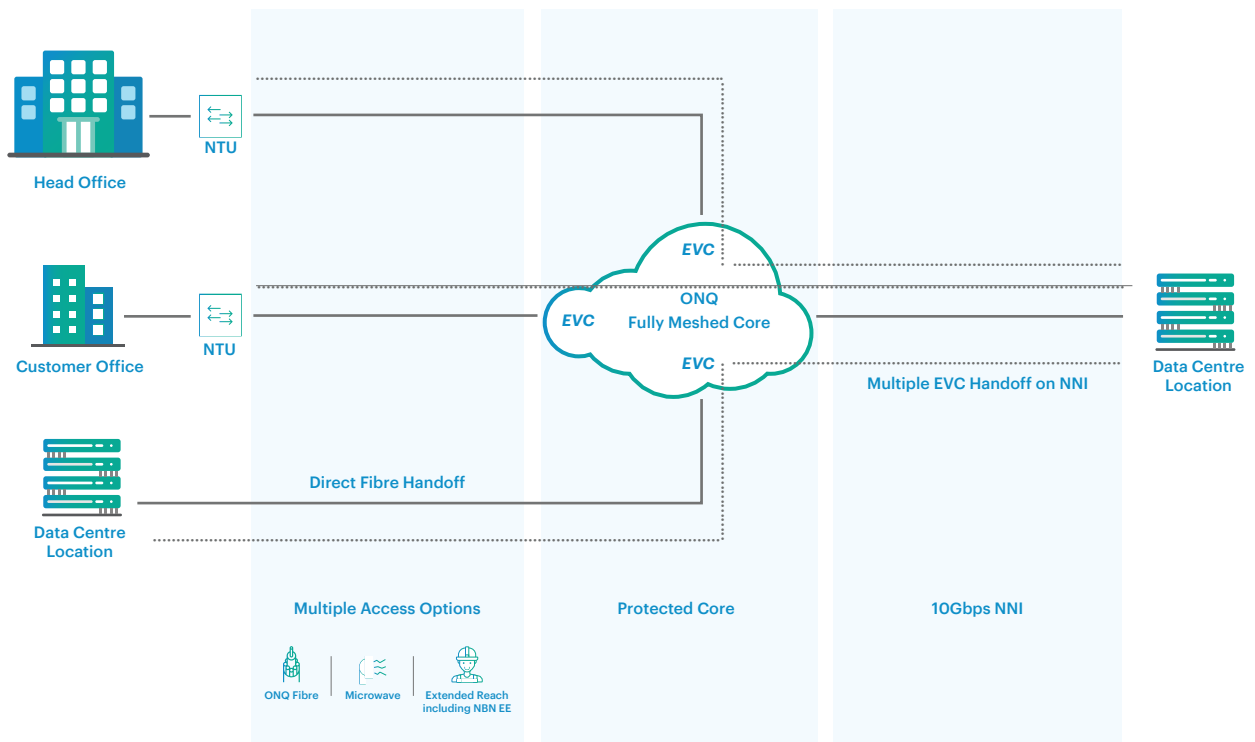 NTU
Head Office
EVC
ONQ
EVC
Fully Meshed Core
NTU
Customer Office
EVC
Multiple EVC Handoff on NNI
Data Centre
Location
Direct Fibre Handoff
Data Centre
Location
Multiple Access Options
Protected Core
10Gbps NNI
ONQ Fibre
Microwave
Extended Reach
including NBN EE